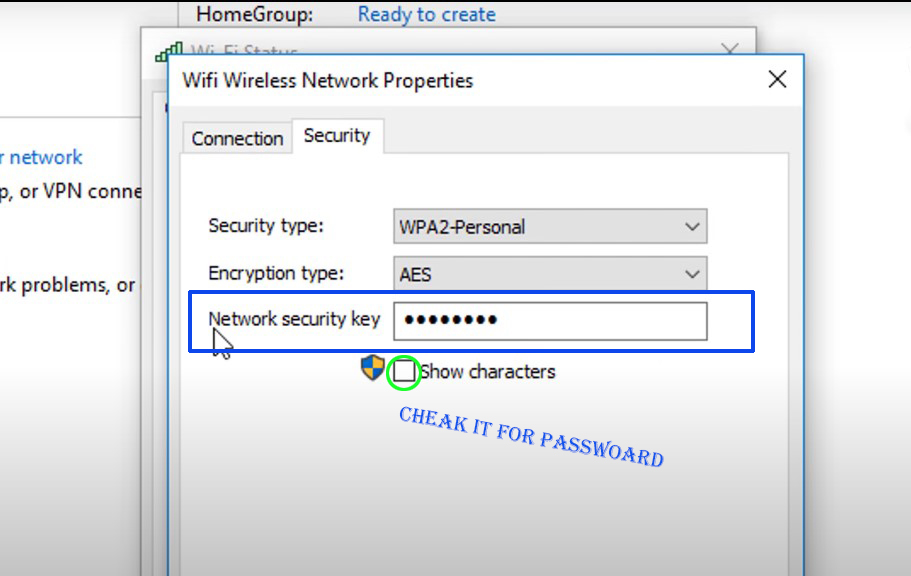 HomeGroup: Ready to create
Wi-Fi Status
Wifi Wireless Network Properties
Connection Security
r network
p, or VPN conne
Security type: WPA2-Personal
Encryption type: AES
rk problems, or
Network security key ••••••••
Show characters
CHEAK IT FOR PASSWOARD